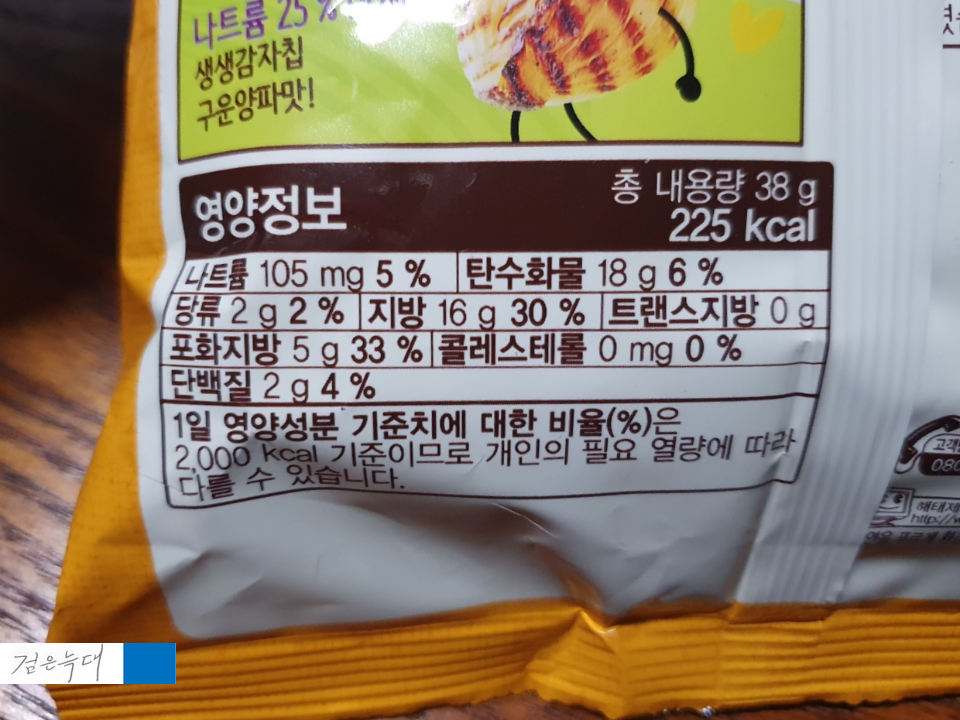 나트륨 25 %
생생감자칩
구운양파맛!
영양정보
총 내용량 38 g
225 kcal
나트륨 105 mg 5 % 탄수화물 18 g 6 %
당류 2 g 2 % 지방 16 g 30 % 트랜스지방 0 g
포화지방 5 g 33 % 콜레스테롤 0 mg 0 %
단백질 2 g 4 %
1일 영양성분 기준치에 대한 비율(%)은
2,000 kcal 기준이므로 개인의 필요 열량에 따라
다를 수 있습니다.
고객
080
해태제
http://
검은늑대